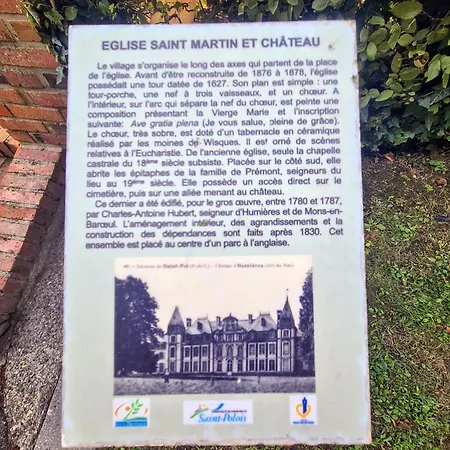 EGLISE SAINT MARTIN ET CHÂTEAU
Le village s'organise le long des axes qui partent de la place
de l'église. Avant d'être reconstruite de 1876 à 1878, l'église
possédait une tour datée de 1627. Son plan est simple : une
tour-porche, une nef à trois vaisseaux, et un chœur. A
l'intérieur, sur l'arc qui sépare la nef du chœur, est peinte une
composition présentant la Vierge Marie et l'inscription
suivante: Ave gratia plena (Je vous salue, pleine de grâce).
Le chœur, très sobre, est doté d'un tabernacle en céramique
réalisé par les moines de Wisques. Il est orné de scènes
relatives à l'Eucharistie. De l'ancienne église, seule la chapelle
castrale du 18ème siècle subsiste. Placée sur le côté sud, elle
abrite les épitaphes de la famille de Prémont, seigneurs du
lieu au 19ème siècle. Elle possède un accès direct sur le
cimetière, puis sur une allée menant au château.
Ce dernier a été édifié, pour le gros œuvre, entre 1780 et 1787,
par Charles-Antoine Hubert, seigneur d'Humières et de Mons-en-
Barœul. L'aménagement intérieur, des agrandissements et la
construction des dépendances sont faits après 1830. Cet
ensemble est placé au centre d'un parc à l'anglaise.
Saint-Pol
Saint-Polois